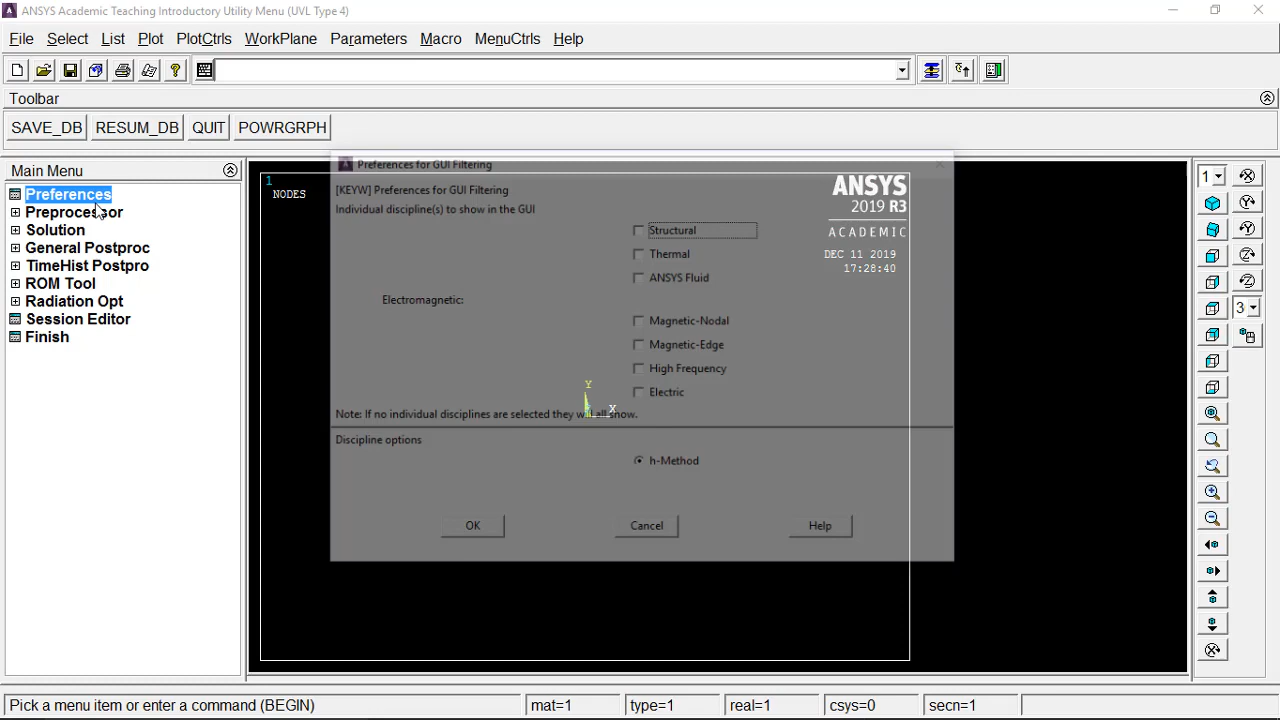 ANSYS Academic Teaching Introductory Utility Menu (UVL Type 4)
File Select List Plot PlotCtrls WorkPlane Parameters Macro MenuCtrls Help
Toolbar
SAVE_DB RESUM_DB QUIT POWRGRPH
Main Menu
Preferences
Preprocessor
Solution
General Postproc
TimeHist Postpro
ROM Tool
Radiation Opt
Session Editor
Finish
1
NODES
ANSYS
2019 R3
ACADEMIC
DEC 11 2019
17:28:40
Preferences for GUI Filtering
[KEYW] Preferences for GUI Filtering
Individual discipline(s) to show in the GUI
Structural
Thermal
ANSYS Fluid
Electromagnetic:
Magnetic-Nodal
Magnetic-Edge
High Frequency
Electric
Y
X
Note: If no individual disciplines are selected they will all show.
Discipline options
h-Method
OK Cancel Help
1
3
Pick a menu item or enter a command (BEGIN) mat=1 type=1 real=1 csys=0 secn=1